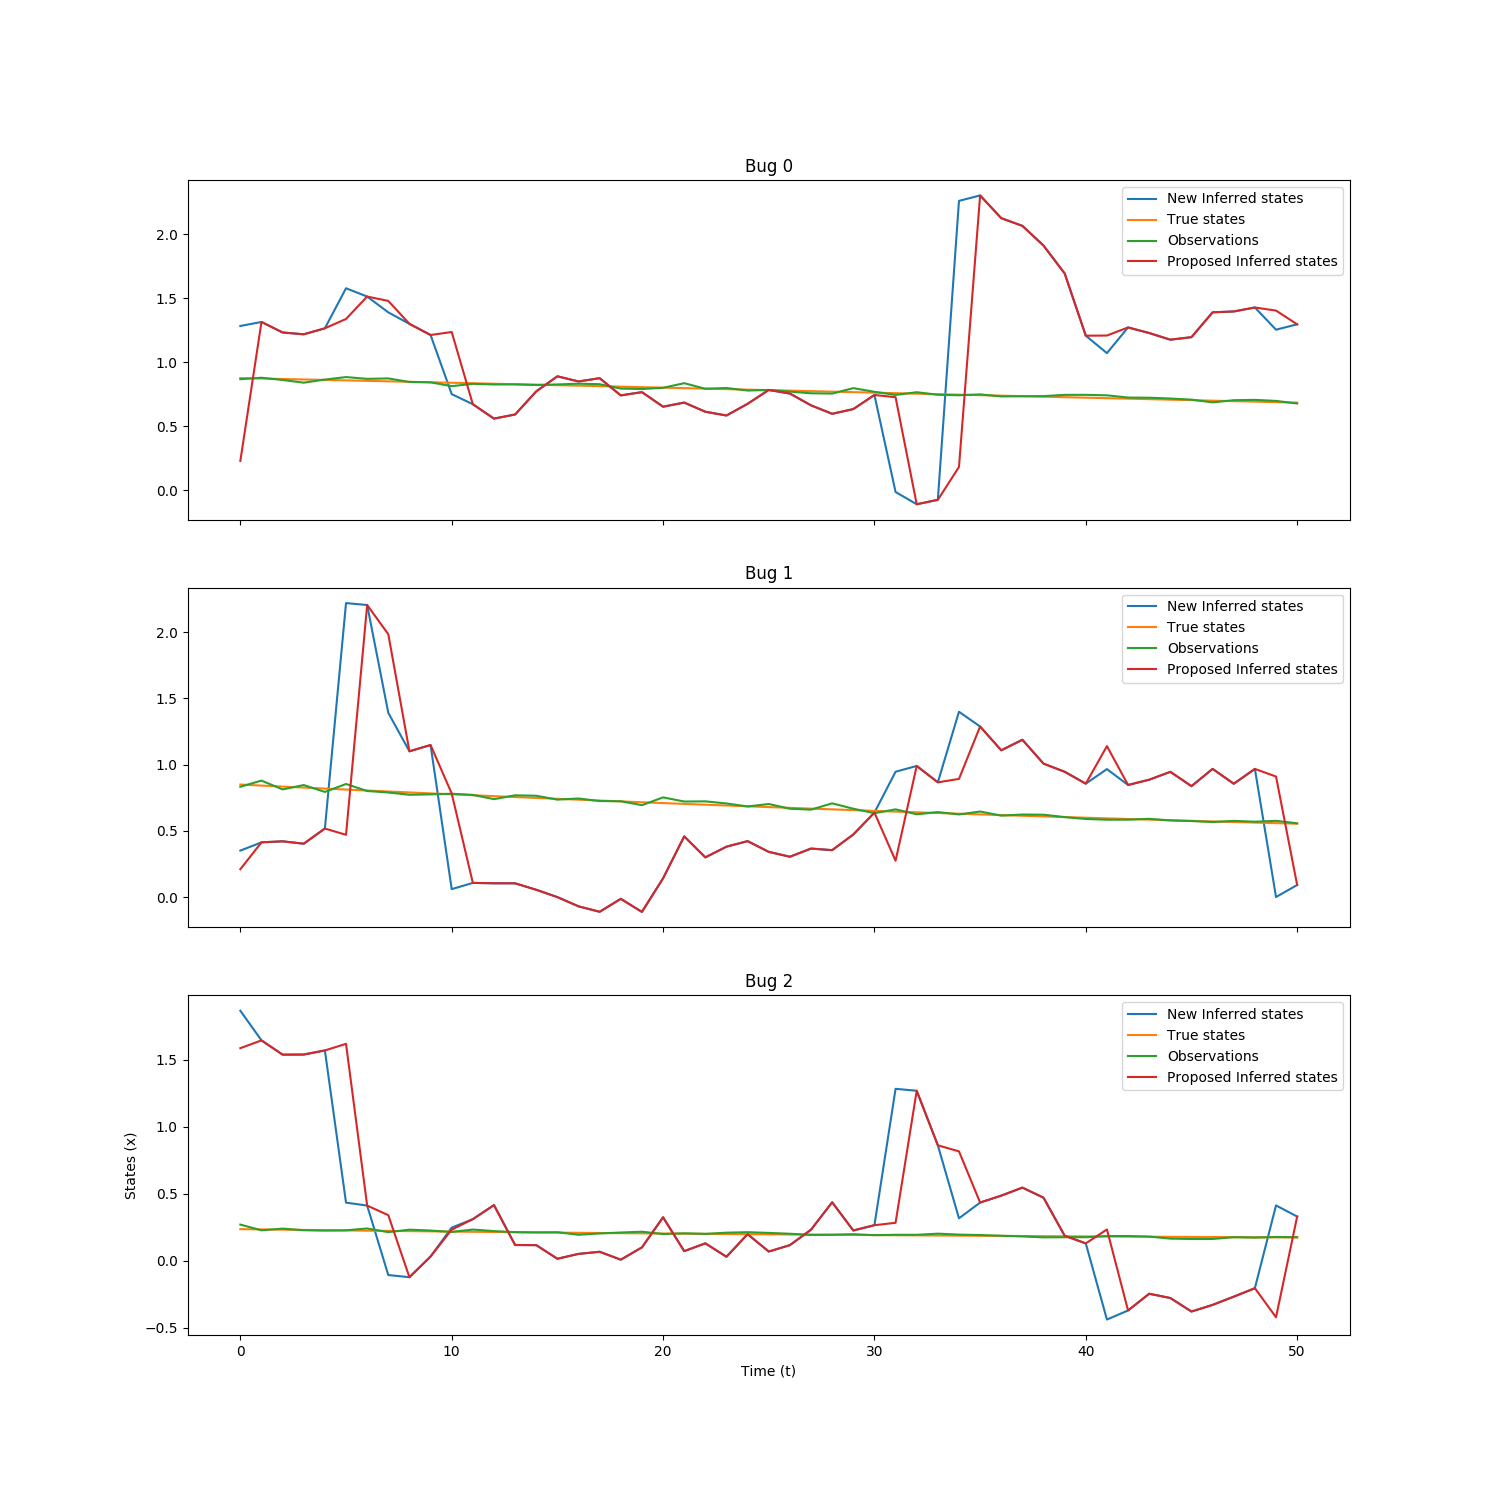 Bug 0
New Inferred states
True states
Observations
Proposed Inferred states
2.0
1.5
1.0
0.5
0.0
Bug 1
New Inferred states
True states
Observations
Proposed Inferred states
2.0
1.5
1.0
0.5
0.0
Bug 2
New Inferred states
True states
Observations
Proposed Inferred states
States (x)
1.5
1.0
0.5
0.0
−0.5
0 10 20 30 40 50
Time (t)